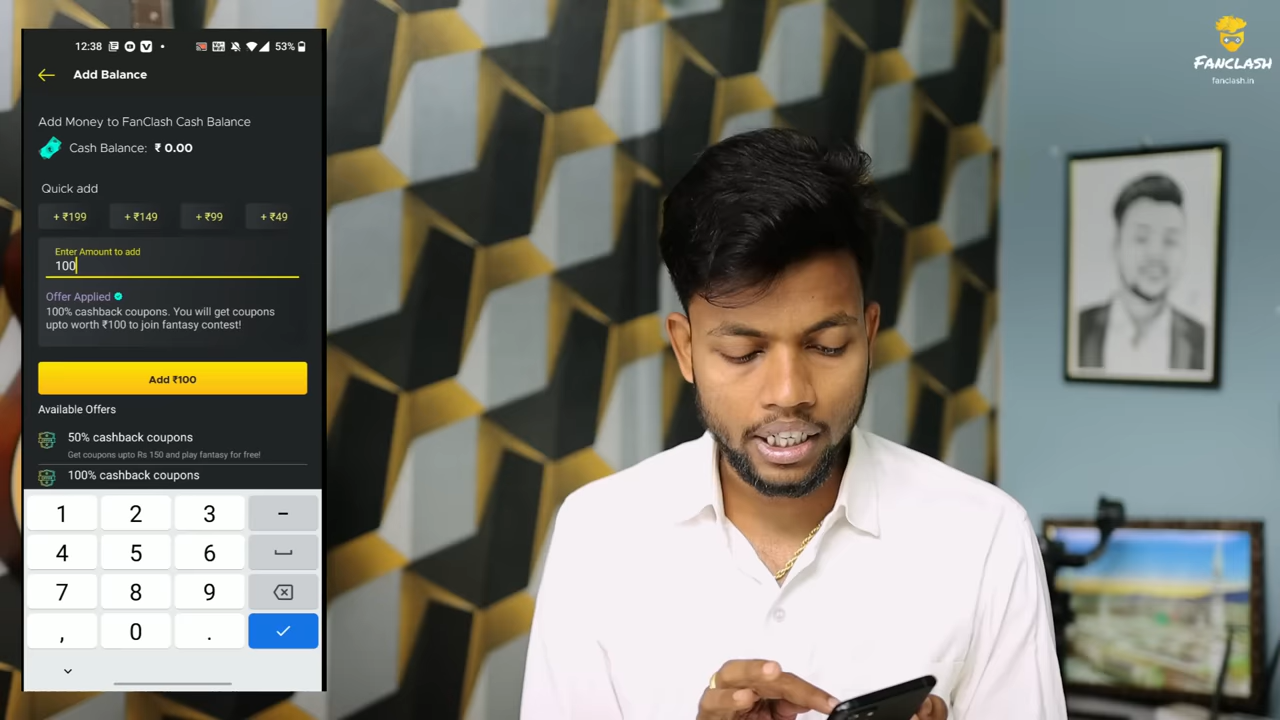 12:38
53%
Add Balance
Add Money to FanClash Cash Balance
Cash Balance: ₹ 0.00
Quick add
+ ₹199 + ₹149 + ₹99 + ₹49
Enter Amount to add
100
Offer Applied
100% cashback coupons. You will get coupons
upto worth ₹100 to join fantasy contest!
Add ₹100
Available Offers
50% cashback coupons
Get coupons upto Rs 150 and play fantasy for free!
100% cashback coupons
1 2 3 -
4 5 6
7 8 9
, 0 .
FANCLASH
fanclash.in